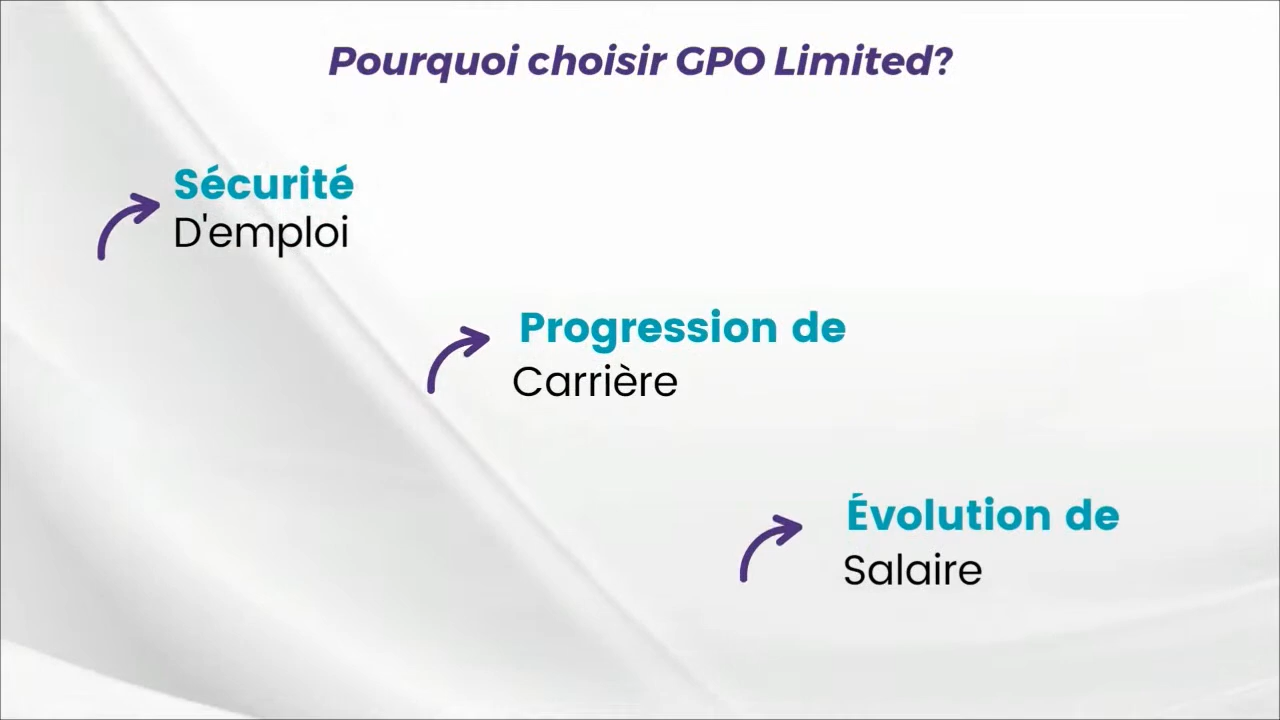 Pourquoi choisir GPO Limited?
Sécurité
D'emploi
Progression de
Carrière
Évolution de
Salaire